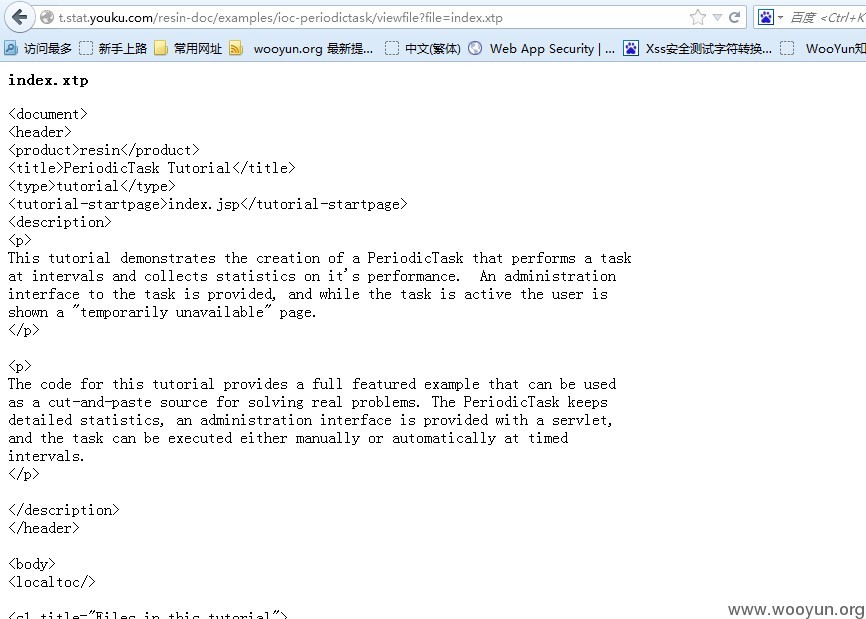 t.stat.youku.com/resin-doc/examples/ioc-periodictask/viewfile?file=index.xtp
百度 <Ctrl+K
访问最多 新手上路 常用网址 wooyun.org 最新提... 中文(繁体) Web App Security | ... Xss安全测试字符转换... WooYun知
index.xtp
<document>
<header>
<product>resin</product>
<title>PeriodicTask Tutorial</title>
<type>tutorial</type>
<tutorial-startpage>index.jsp</tutorial-startpage>
<description>
<p>
This tutorial demonstrates the creation of a PeriodicTask that performs a task
at intervals and collects statistics on it's performance.  An administration
interface to the task is provided, and while the task is active the user is
shown a "temporarily unavailable" page.
</p>
<p>
The code for this tutorial provides a full featured example that can be used
as a cut-and-paste source for solving real problems. The PeriodicTask keeps
detailed statistics, an administration interface is provided with a servlet,
and the task can be executed either manually or automatically at timed
intervals.
</p>
</description>
</header>
<body>
<localtoc/>
<s1 title="Files in this tutorial">
www.wooyun.org